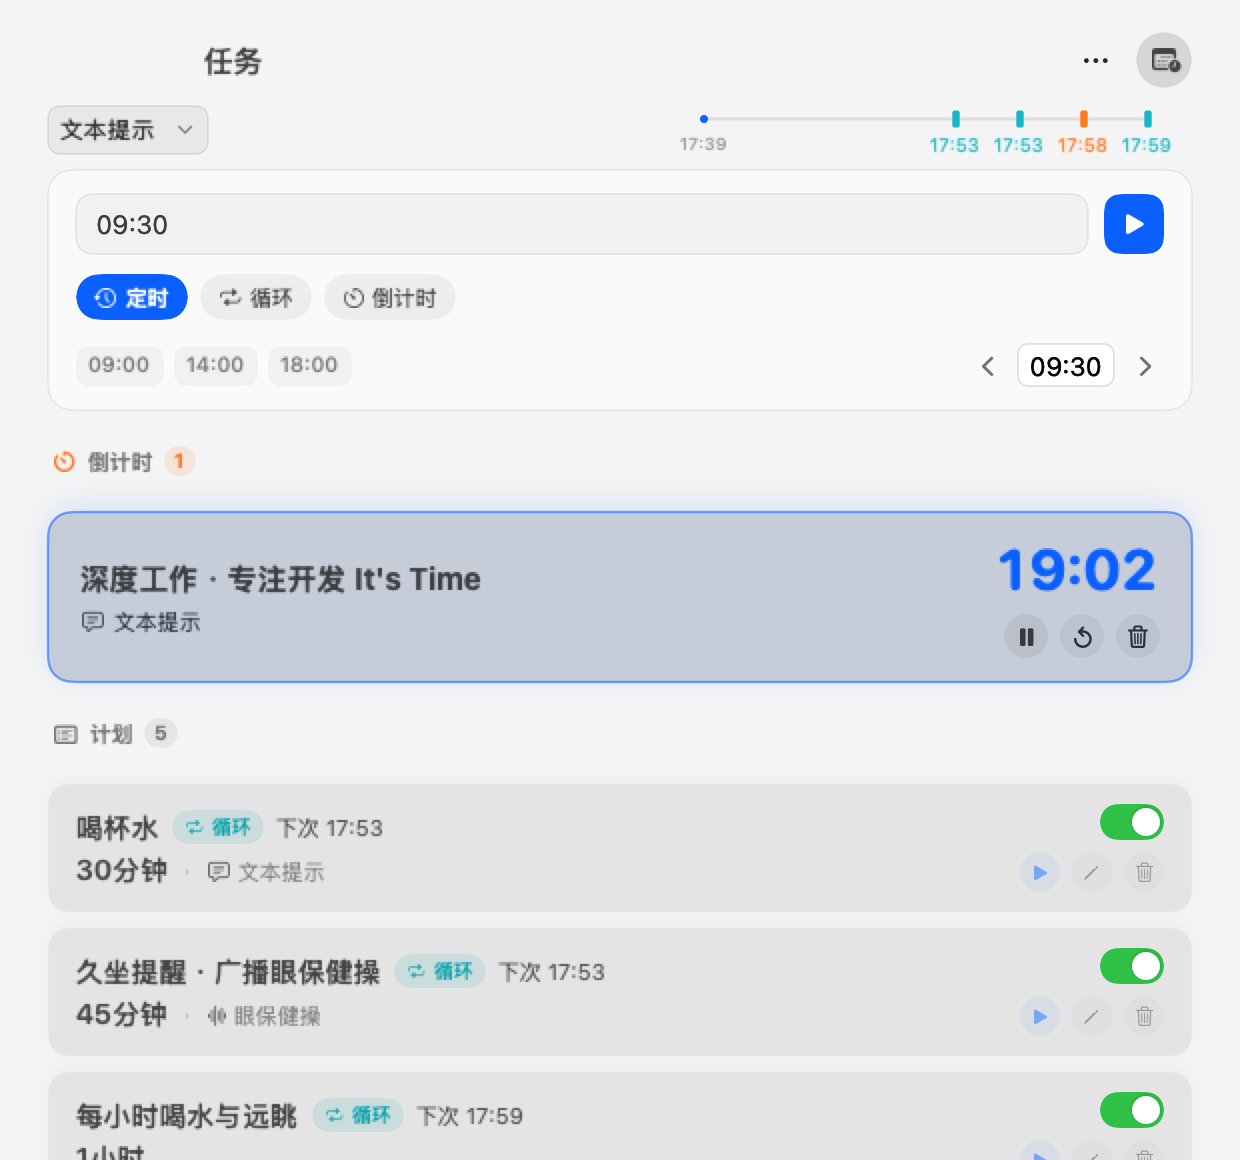 任务
文本提示
17:39 17:53 17:53 17:58 17:59
09:30
定时 循环 倒计时
09:00 14:00 18:00 09:30
倒计时 1
深度工作 · 专注开发 It's Time
19:02
文本提示
计划 5
喝杯水 循环 下次 17:53
30分钟 · 文本提示
久坐提醒 · 广播眼保健操 循环 下次 17:53
45分钟 · 眼保健操
每小时喝水与远眺 循环 下次 17:59
1小时